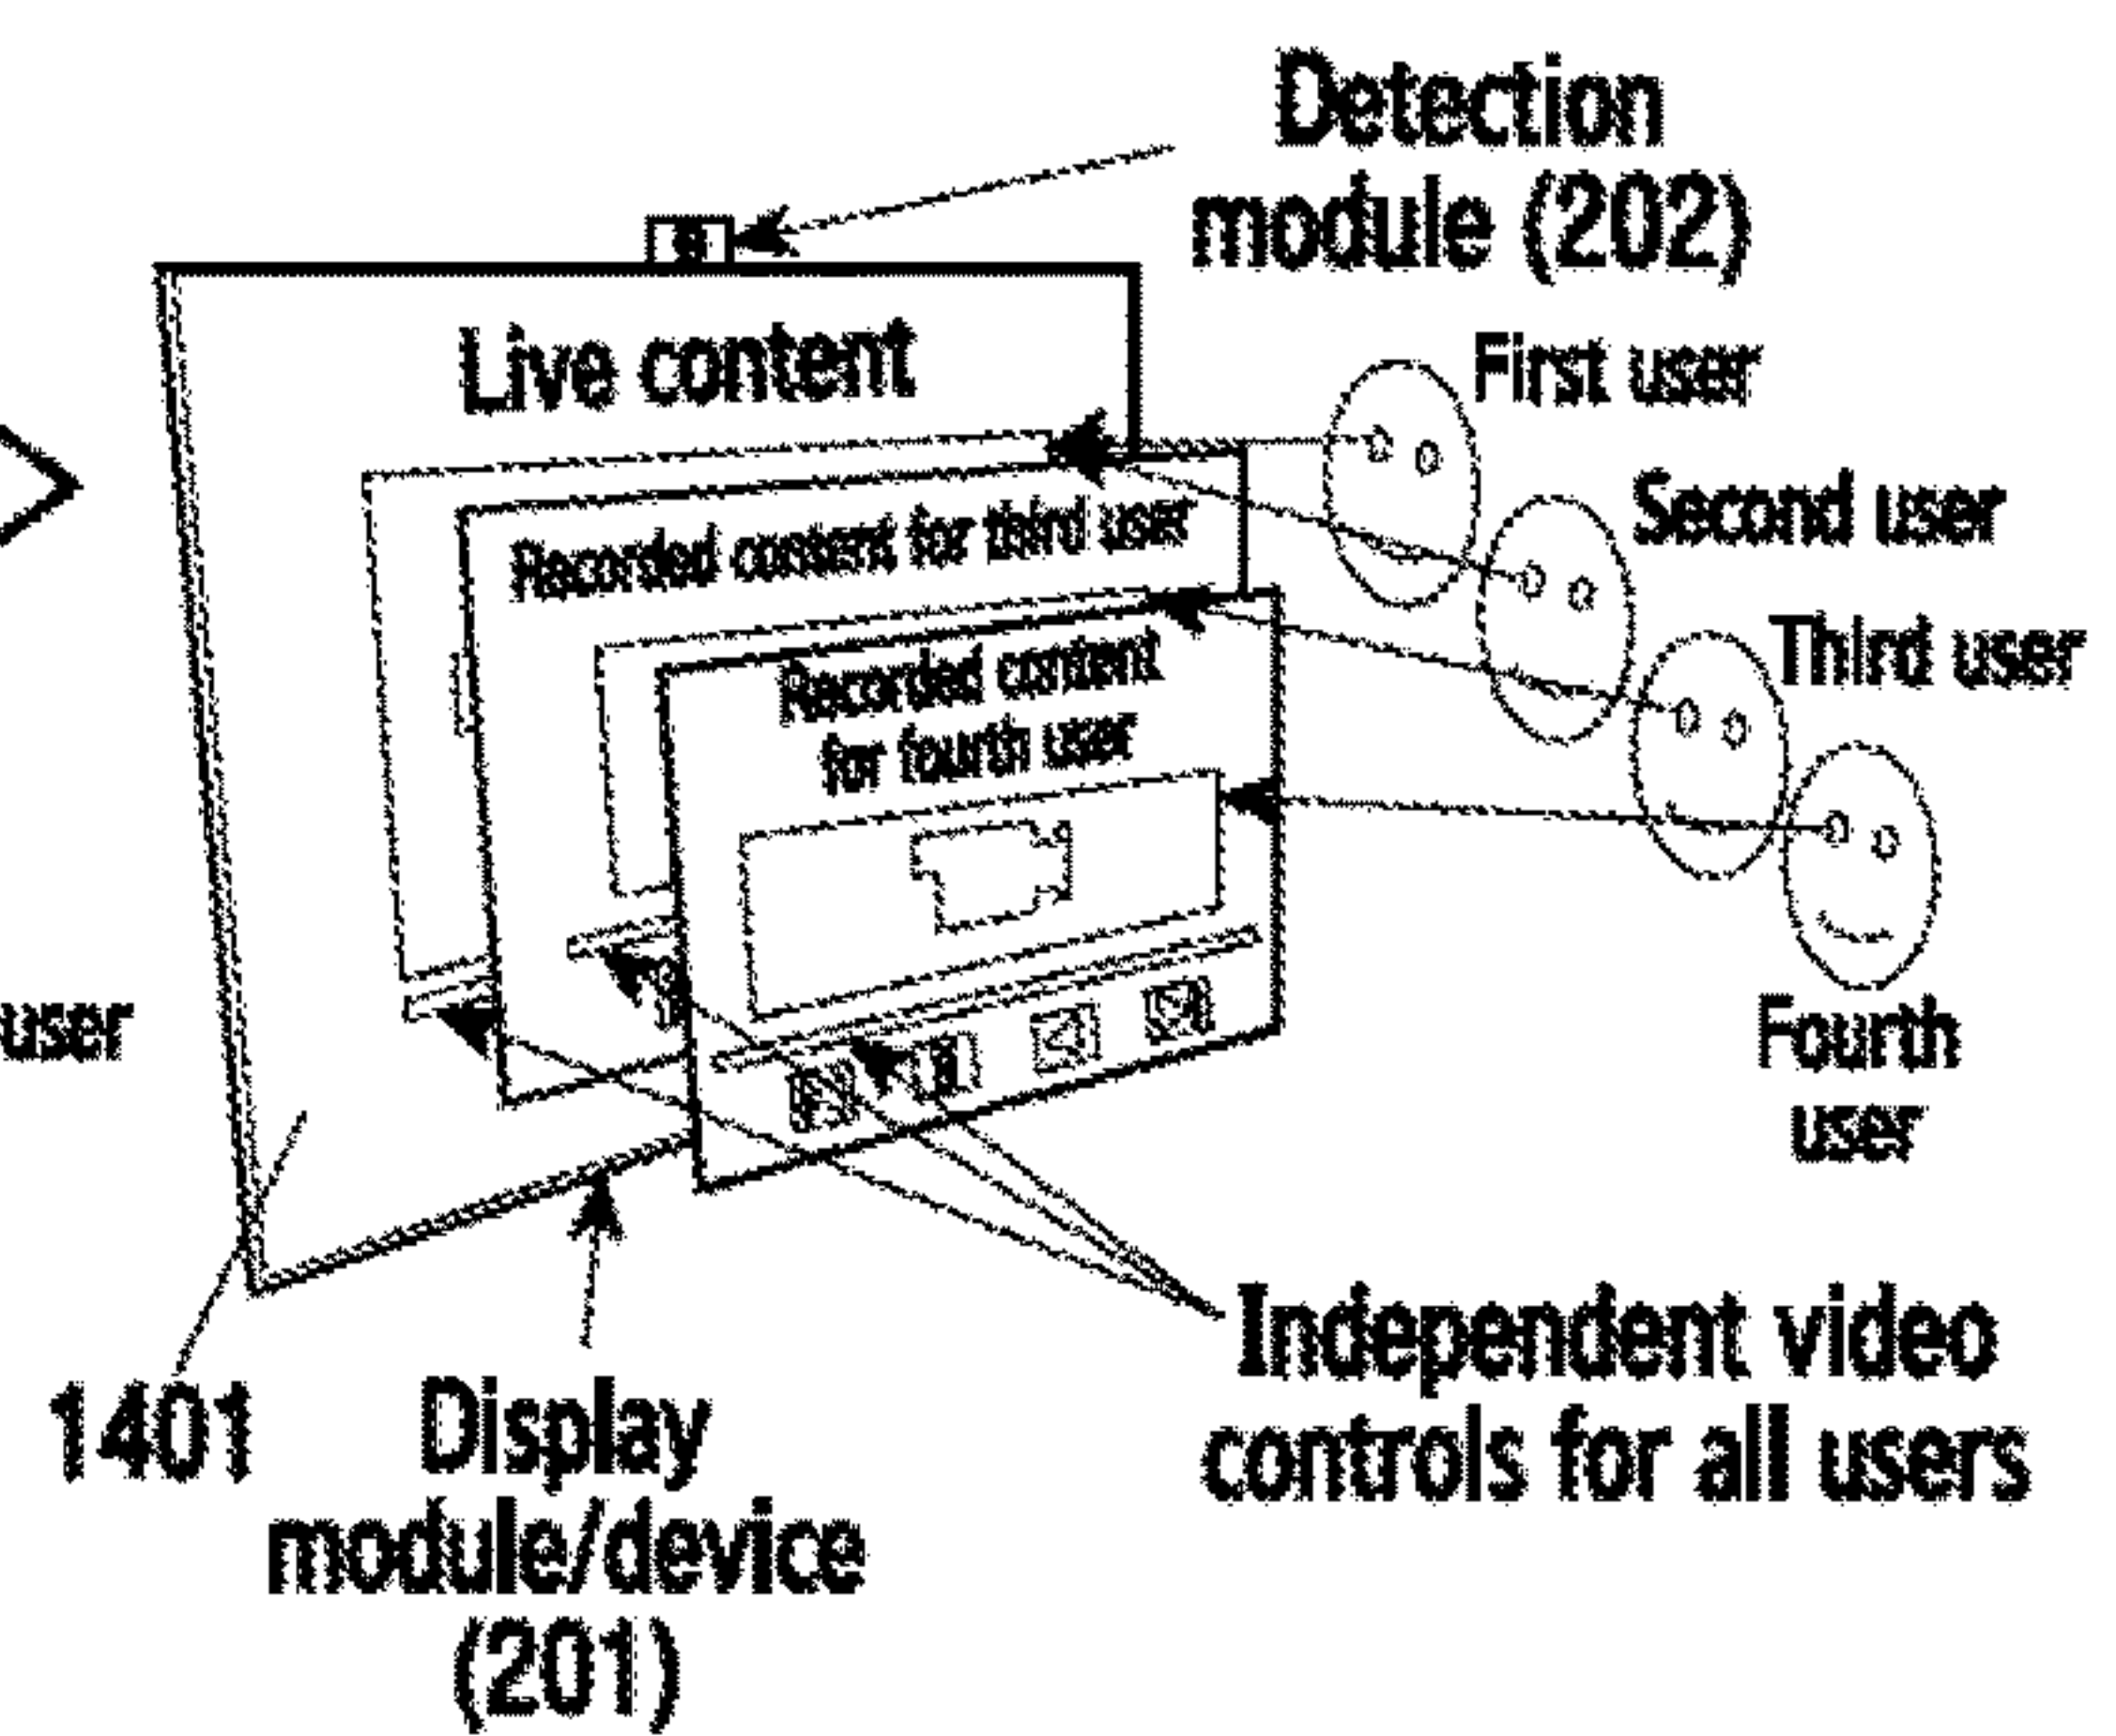 Detection
module (202)
Live content
First user
Second user
Recorded content for third user
Third user
Recorded content
for fourth user
user
Fourth
user
Independent video
controls for all users
1401
Display
module/device
(201)